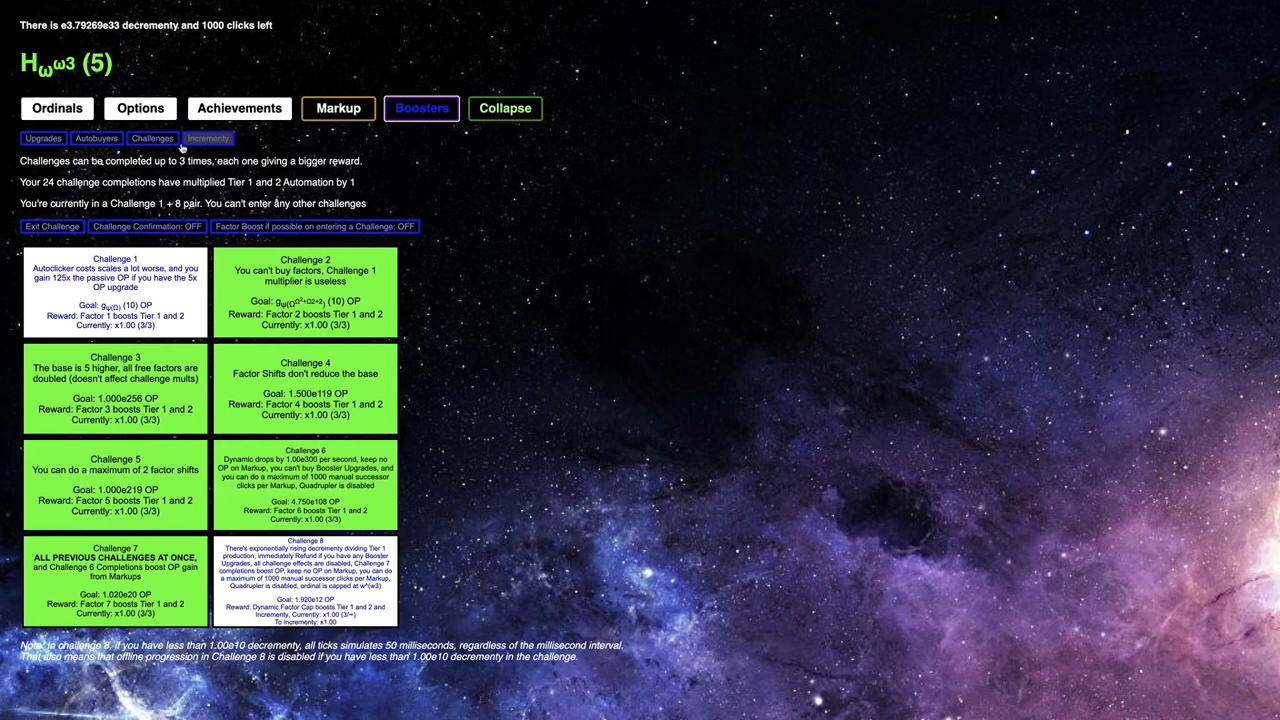 There is e3.79269e33 decrementy and 1000 clicks left
Hωω3 (5)
Ordinals Options Achievements Markup Boosters Collapse
Upgrades Autobuyers Challenges Incrementy
Challenges can be completed up to 3 times, each one giving a bigger reward.
Your 24 challenge completions have multiplied Tier 1 and 2 Automation by 1
You're currently in a Challenge 1 + 8 pair. You can't enter any other challenges
Exit Challenge Challenge Confirmation: OFF Factor Boost if possible on entering a Challenge: OFF
Challenge 1
Autoclicker costs scales a lot worse, and you
gain 125x the passive OP if you have the 5x
OP upgrade
Goal: gψ(Ω) (10) OP
Reward: Factor 1 boosts Tier 1 and 2
Currently: x1.00 (3/3)
Challenge 2
You can't buy factors, Challenge 1
multiplier is useless
Goal: gψ(ΩΩ2+Ω2+2) (10) OP
Reward: Factor 2 boosts Tier 1 and 2
Currently: x1.00 (3/3)
Challenge 3
The base is 5 higher, all free factors are
doubled (doesn't affect challenge mults)
Goal: 1.000e256 OP
Reward: Factor 3 boosts Tier 1 and 2
Currently: x1.00 (3/3)
Challenge 4
Factor Shifts don't reduce the base
Goal: 1.500e119 OP
Reward: Factor 4 boosts Tier 1 and 2
Currently: x1.00 (3/3)
Challenge 5
You can do a maximum of 2 factor shifts
Goal: 1.000e219 OP
Reward: Factor 5 boosts Tier 1 and 2
Currently: x1.00 (3/3)
Challenge 6
Dynamic drops by 1.00e300 per second, keep no
OP on Markup, you can't buy Booster Upgrades, and
you can do a maximum of 1000 manual successor
clicks per Markup, Quadrupler is disabled
Goal: 4.750e108 OP
Reward: Factor 6 boosts Tier 1 and 2
Currently: x1.00 (3/3)
Challenge 7
ALL PREVIOUS CHALLENGES AT ONCE,
and Challenge 6 Completions boost OP gain
from Markups
Goal: 1.020e20 OP
Reward: Factor 7 boosts Tier 1 and 2
Currently: x1.00 (3/3)
Challenge 8
There's exponentially rising decrementy dividing Tier 1
production, immediately Refund if you have any Booster
Upgrades, all challenge effects are disabled, Challenge 7
completions boost OP, keep no OP on Markup, you can do
a maximum of 1000 manual successor clicks per Markup,
Quadrupler is disabled, ordinal is capped at w^(w3)
Goal: 1.920e12 OP
Reward: Dynamic Factor Cap boosts Tier 1 and 2 and
Incrementy, Currently: x1.00 (3/∞)
To Incrementy: x1.00
Note: In challenge 8, if you have less than 1.00e10 decrementy, all ticks simulates 50 milliseconds, regardless of the millisecond interval.
That also means that offline progression in Challenge 8 is disabled if you have less than 1.00e10 decrementy in the challenge.